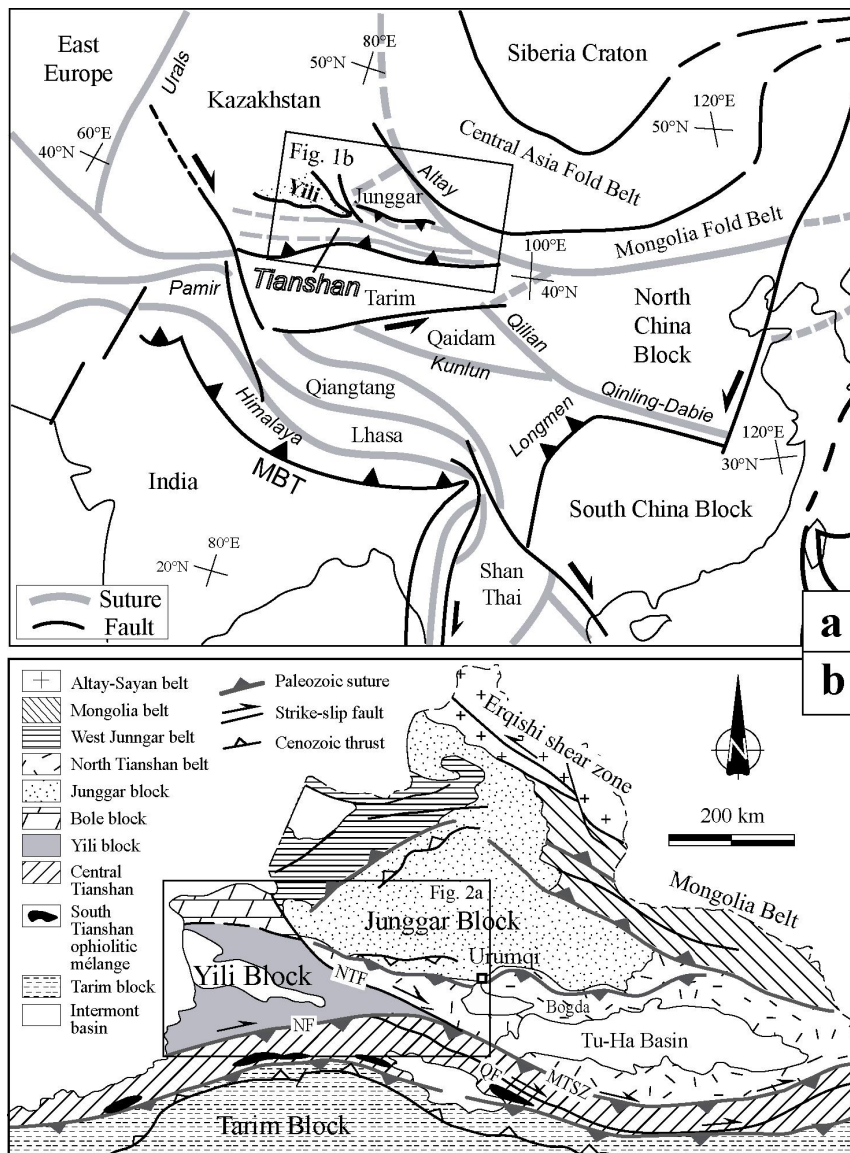 East
Europe
Urals
Kazakhstan
80°E
50°N
Siberia Craton
120°E
50°N
60°E
40°N
Central Asia Fold Belt
Fig. 1b
Yili
Junggar
Altay
Mongolia Fold Belt
100°E
40°N
Tianshan
Tarim
Pamir
North
China
Block
Qaidam
Qilian
Kunlun
Qiangtang
Qinling-Dabie
Himalaya
Lhasa
Longmen
120°E
30°N
MBT
India
South China Block
80°E
20°N
Shan
Thai
Suture
Fault
a
b
Altay-Sayan belt
Mongolia belt
West Junngar belt
North Tianshan belt
Junggar block
Bole block
Yili block
Central
Tianshan
South
Tianshan
ophiolitic
mélange
Tarim block
Intermont
basin
Paleozoic suture
Strike-slip fault
Cenozoic thrust
Erqishi shear zone
N
200 km
Mongolia Belt
Fig. 2a
Junggar Block
Urumqi
Yili Block
NTF
Bogda
NF
Tu-Ha Basin
QF
MTSZ
Tarim Block